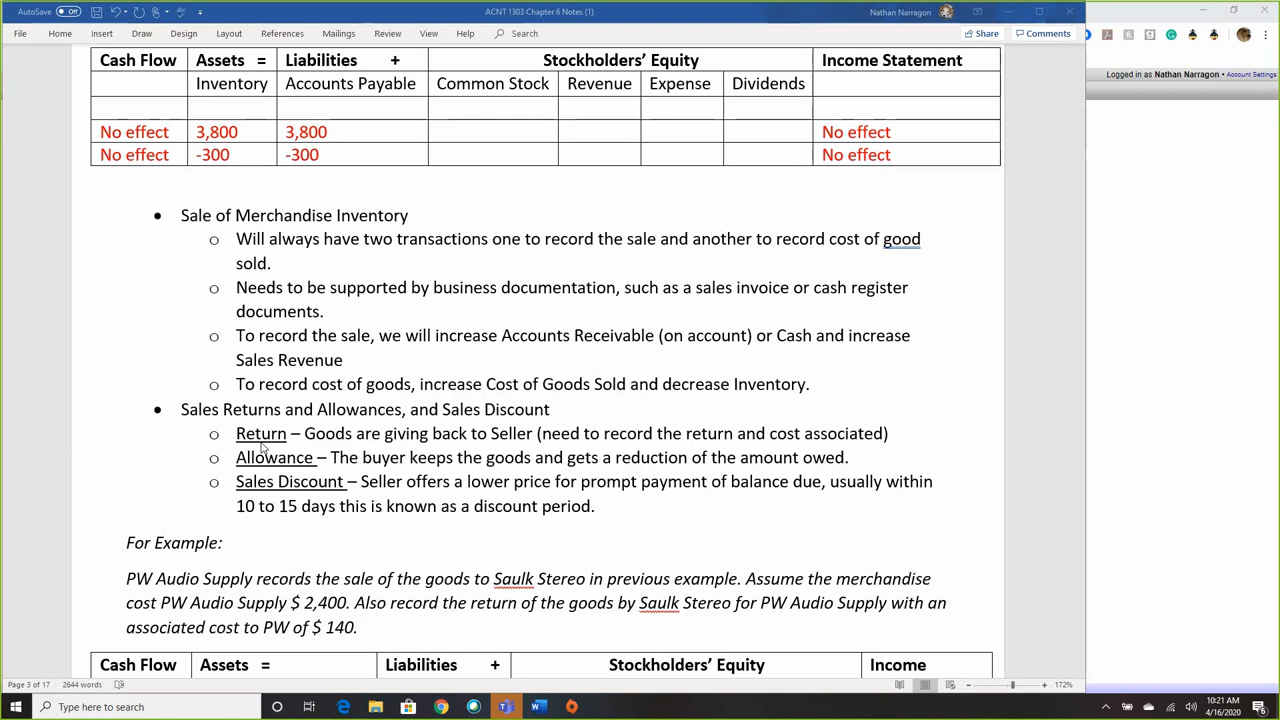 AutoSave Off ACNT 1303 Chapter 6 Notes (1) Nathan Narragon
File Home Insert Draw Design Layout References Mailings Review View Help Search Share Comments
Logged in as Nathan Narragon • Account Settings
Cash Flow Assets = Liabilities + Stockholders' Equity Income Statement
Inventory Accounts Payable Common Stock Revenue Expense Dividends
No effect 3,800 3,800 No effect
No effect -300 -300 No effect
• Sale of Merchandise Inventory
o Will always have two transactions one to record the sale and another to record cost of good
sold.
o Needs to be supported by business documentation, such as a sales invoice or cash register
documents.
o To record the sale, we will increase Accounts Receivable (on account) or Cash and increase
Sales Revenue
o To record cost of goods, increase Cost of Goods Sold and decrease Inventory.
• Sales Returns and Allowances, and Sales Discount
o Return – Goods are giving back to Seller (need to record the return and cost associated)
o Allowance – The buyer keeps the goods and gets a reduction of the amount owed.
o Sales Discount – Seller offers a lower price for prompt payment of balance due, usually within
10 to 15 days this is known as a discount period.
For Example:
PW Audio Supply records the sale of the goods to Saulk Stereo in previous example. Assume the merchandise
cost PW Audio Supply $ 2,400. Also record the return of the goods by Saulk Stereo for PW Audio Supply with an
associated cost to PW of $ 140.
Cash Flow Assets = Liabilities + Stockholders' Equity Income
Page 3 of 17 2644 words 172%
Type here to search 10:21 AM
4/16/2020